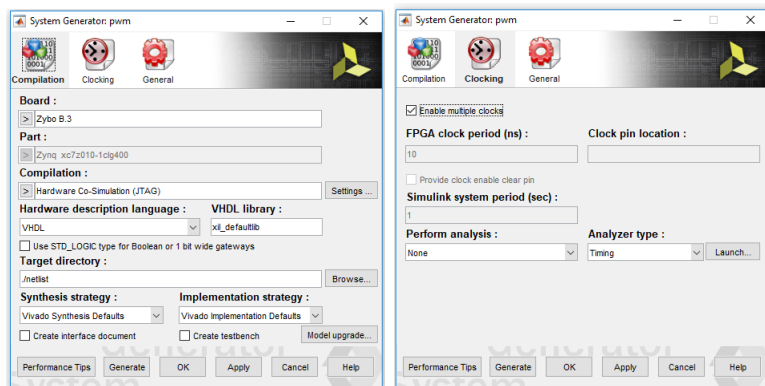 System Generator: pwm
Compilation Clocking General
Board :
> Zybo B.3
Part :
> Zynq xc7z010-1clg400
Compilation :
> Hardware Co-Simulation (JTAG) Settings ...
Hardware description language : VHDL library :
VHDL xil_defaultlib
Use STD_LOGIC type for Boolean or 1 bit wide gateways
Target directory :
./netlist Browse...
Synthesis strategy : Implementation strategy :
Vivado Synthesis Defaults Vivado Implementation Defaults
Create interface document Create testbench Model upgrade...
Performance Tips Generate OK Apply Cancel Help
System Generator: pwm
Compilation Clocking General
Enable multiple clocks
FPGA clock period (ns) : Clock pin location :
10
Provide clock enable clear pin
Simulink system period (sec) :
1
Perform analysis : Analyzer type :
None Timing Launch...
Performance Tips Generate OK Apply Cancel Help